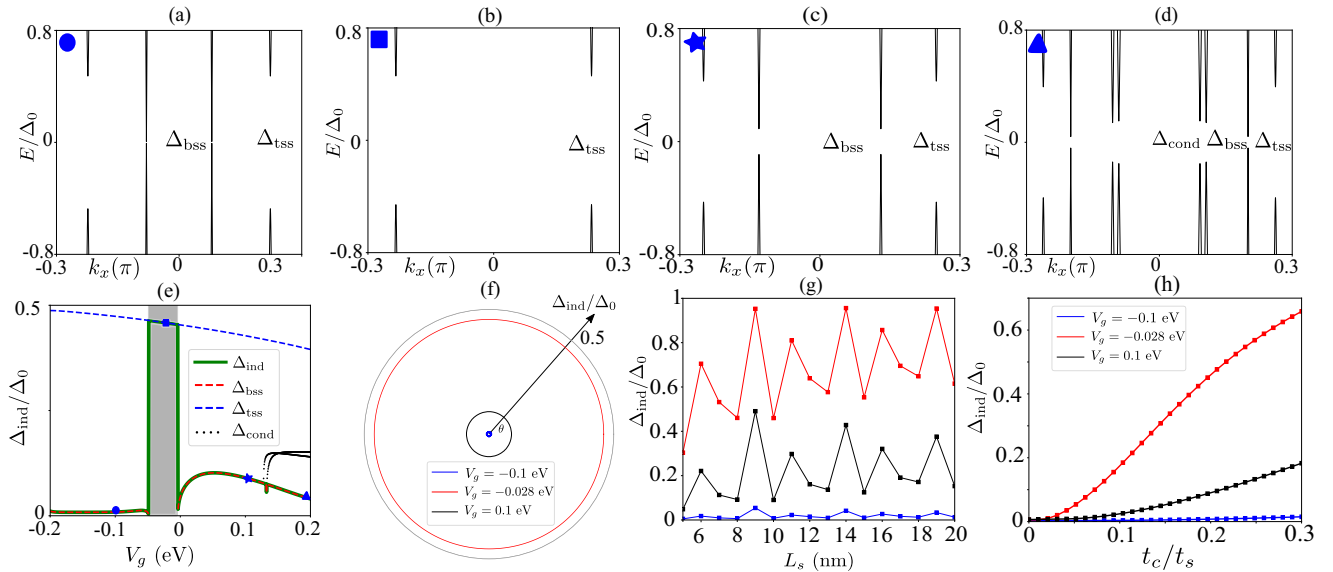 (a)
0.8
E/Δ₀
0
-0.8
Δbss
Δtss
-0.3
kₓ(π)
0
0.3
(b)
0.8
E/Δ₀
0
-0.8
Δtss
-0.3
kₓ(π)
0
0.3
(c)
0.8
E/Δ₀
0
-0.8
Δbss
Δtss
-0.3
kₓ(π)
0
0.3
(d)
0.8
E/Δ₀
0
-0.8
Δcond
Δbss
Δtss
-0.3
kₓ(π)
0
0.3
(e)
0.5
Δind/Δ₀
0
Δind
Δbss
Δtss
Δcond
-0.2
-0.1
0
0.1
0.2
Vg (eV)
(f)
Δind/Δ₀
0.5
θ
Vg = −0.1 eV
Vg = −0.028 eV
Vg = 0.1 eV
(g)
1
0.8
0.6
0.4
0.2
0
Δind/Δ₀
6
8
10
12
14
16
18
20
Lₛ (nm)
(h)
0.8
0.6
0.4
0.2
0
Δind/Δ₀
Vg = −0.1 eV
Vg = −0.028 eV
Vg = 0.1 eV
0
0.1
0.2
0.3
t_c/tₛ